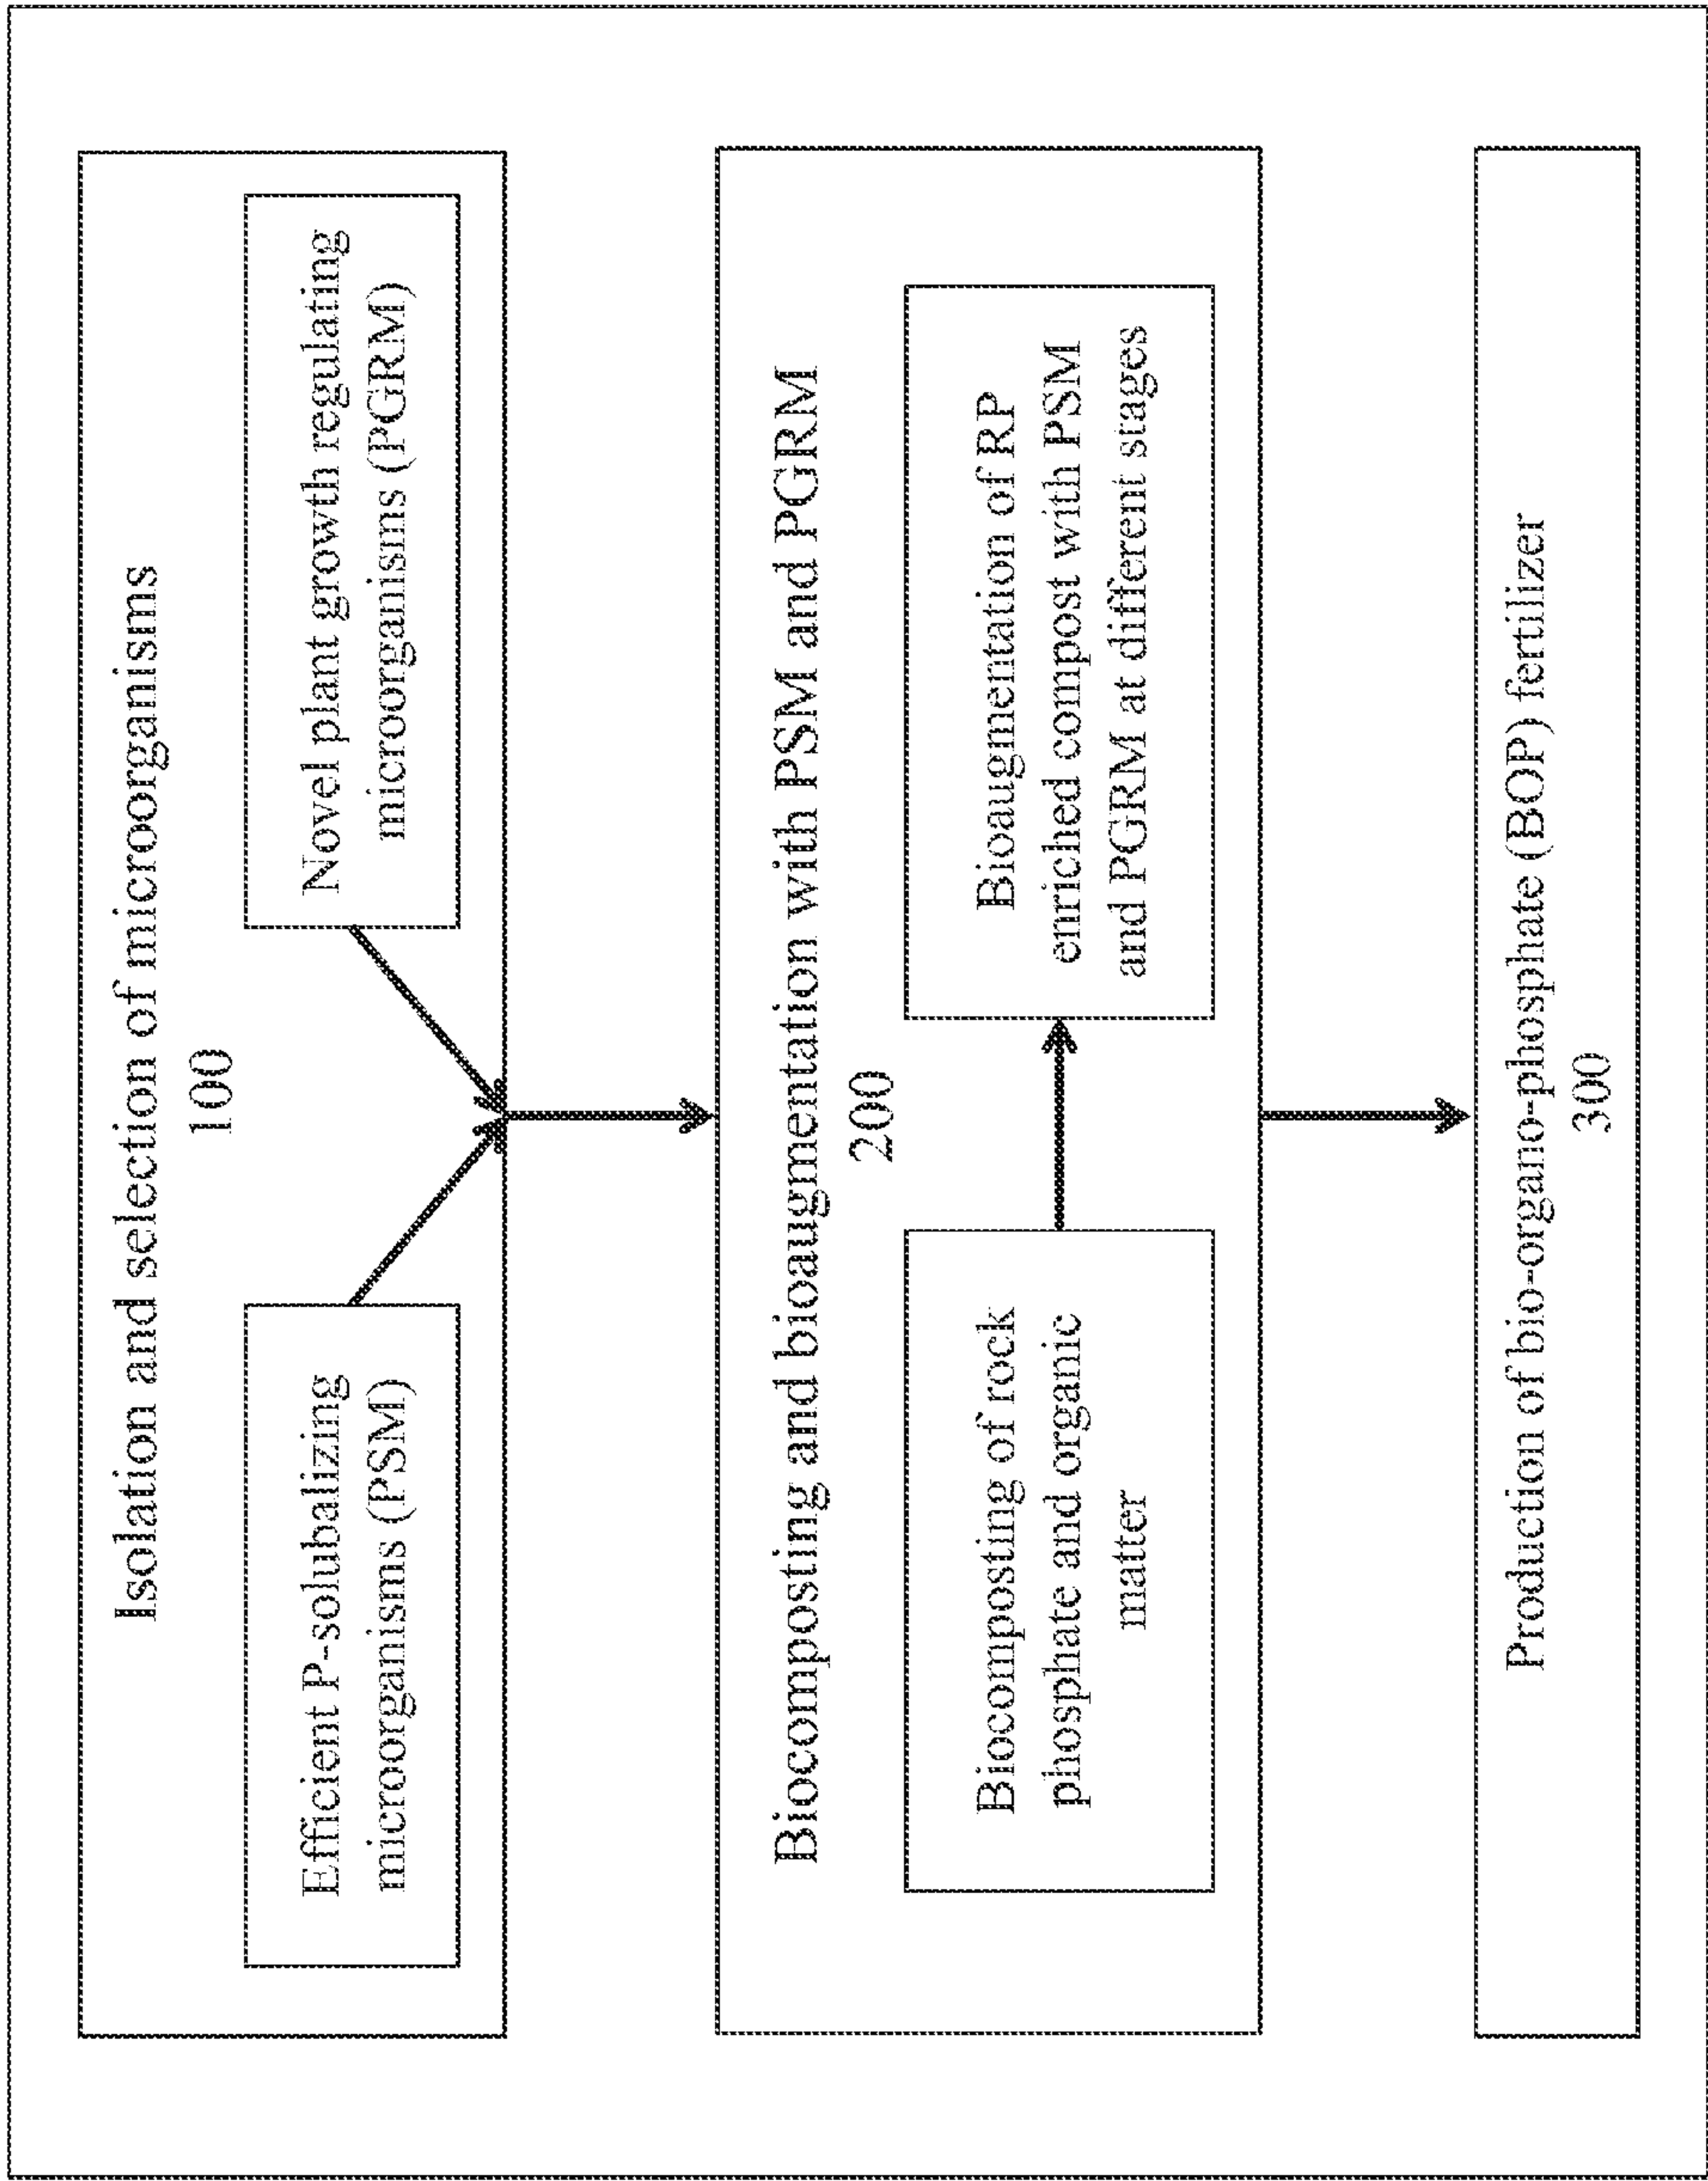 Isolation and selection of microorganisms
100
Efficient P-solubalizing
microorganisms (PSM)
Novel plant growth regulating
microorganisms (PGRM)
Biocomposting and bioaugmentation with PSM and PGRM
200
Biocomposting of rock
phosphate and organic
matter
Bioaugmentation of RP
enriched compost with PSM
and PGRM at different stages
Production of bio-organo-phosphate (BOP) fertilizer
300